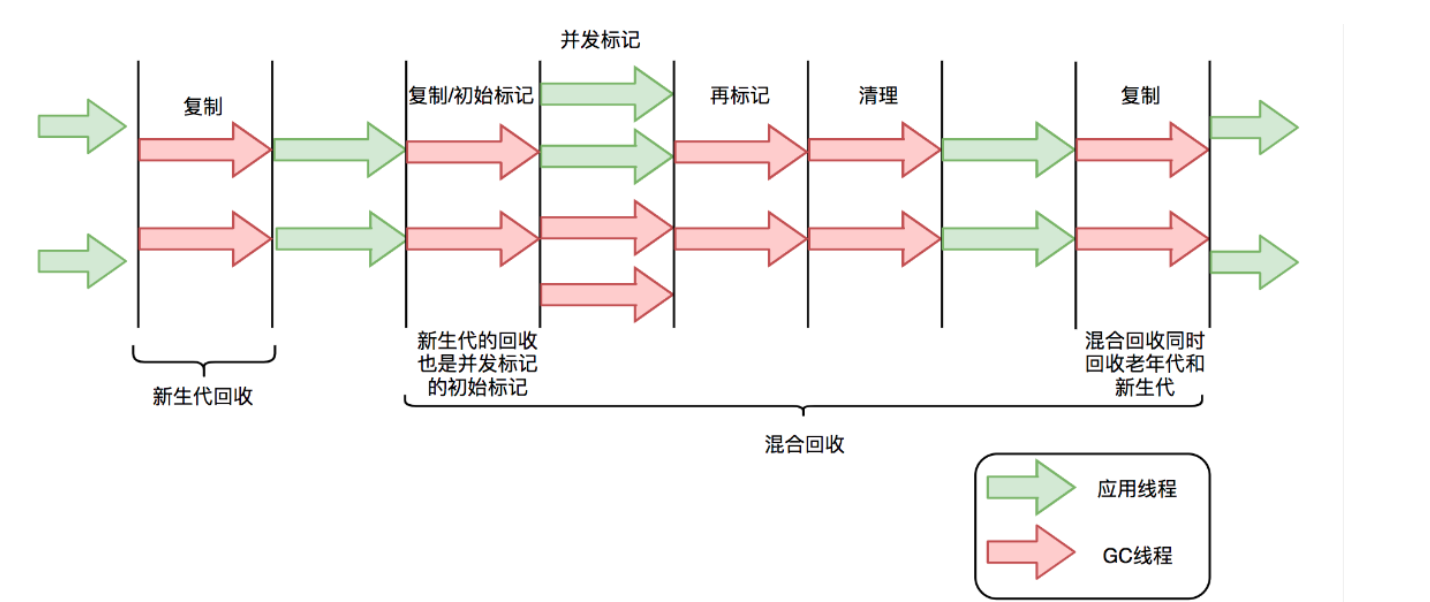 并发标记
复制
复制/初始标记
再标记
清理
复制
新生代的回收
也是并发标记
的初始标记
混合回收同时
回收老年代和
新生代
新生代回收
混合回收
应用线程
GC线程